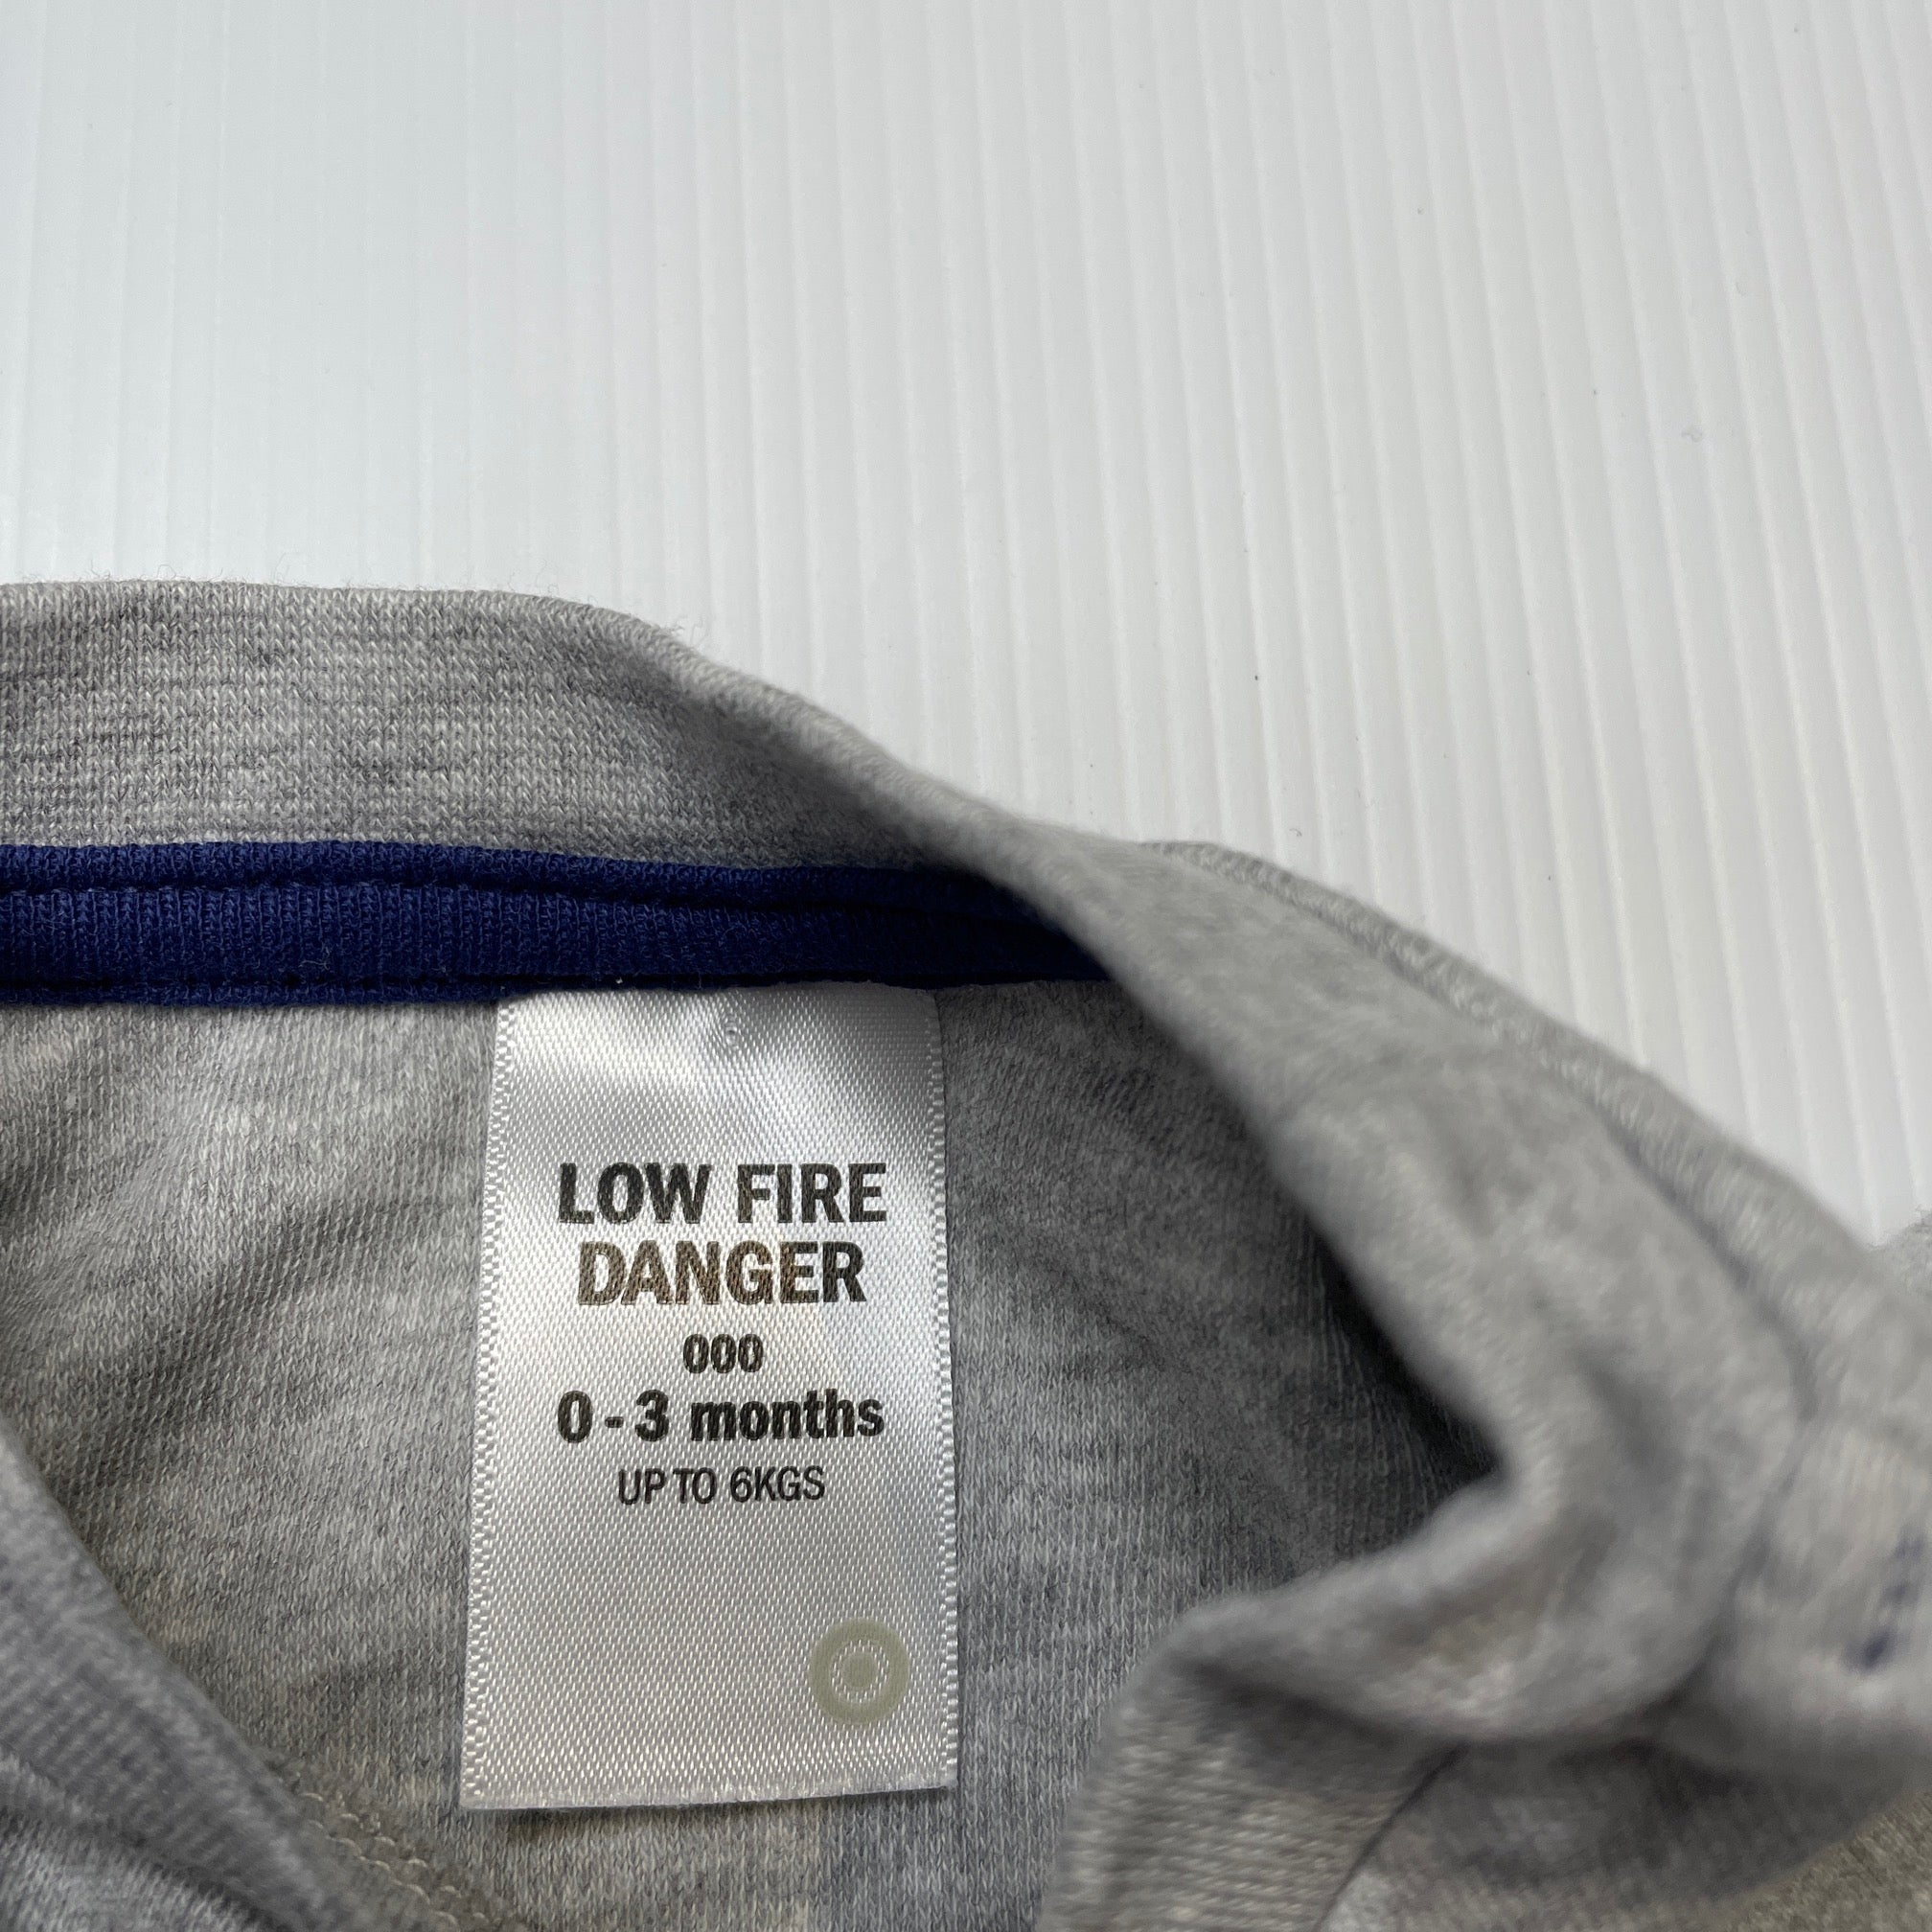 LOW FIRE
DANGER
000
0 - 3 months
UP TO 6KGS